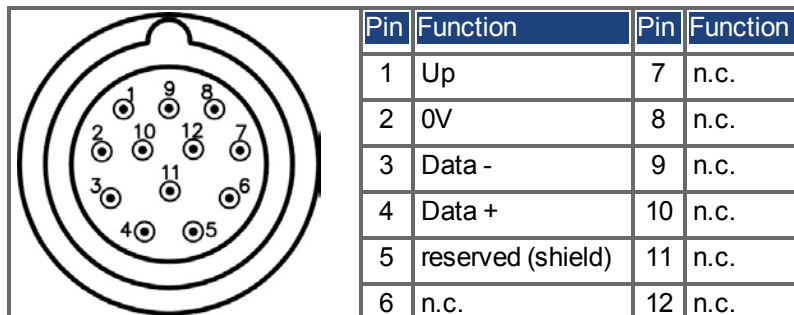 1 9 8
2 10 12 7
11
3 6
4 5
Pin Function Pin Function
1 Up 7 n.c.
2 0V 8 n.c.
3 Data - 9 n.c.
4 Data + 10 n.c.
5 reserved (shield) 11 n.c.
6 n.c. 12 n.c.